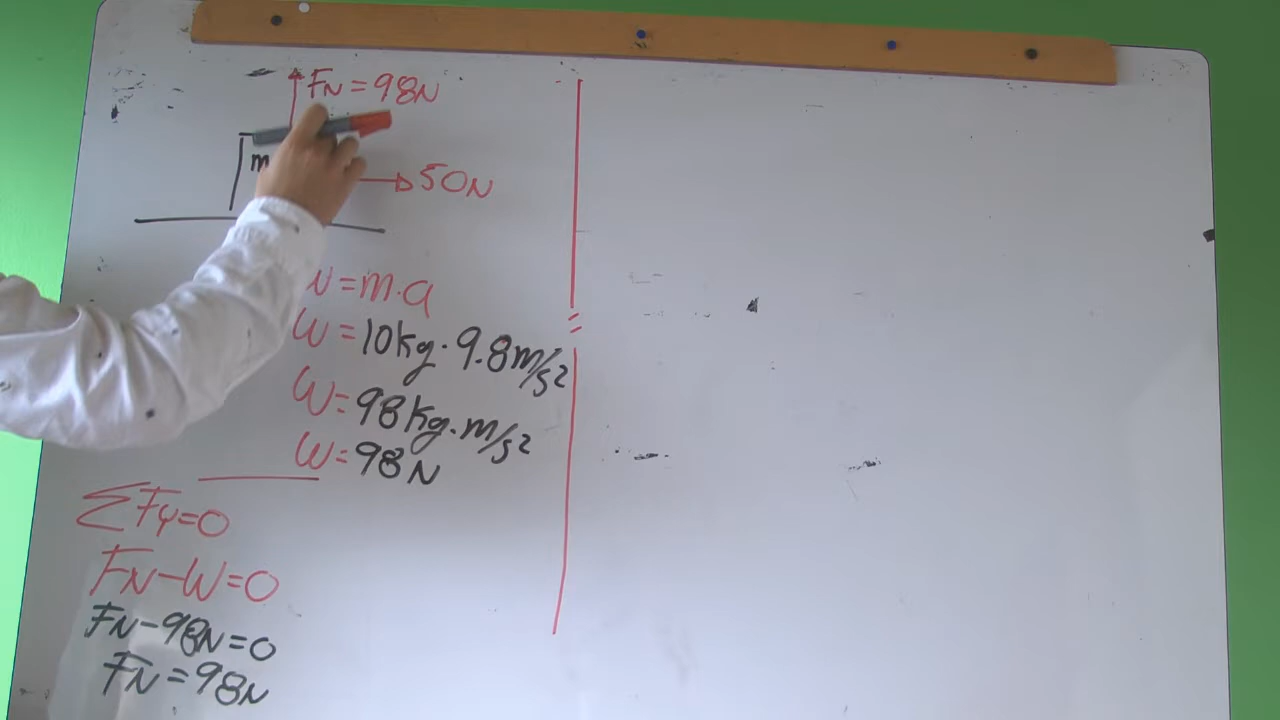 FN = 98N
m
50N
W = m.a
W = 10kg . 9.8m/s²
W = 98kg.m/s²
W = 98N
ΣFy=0
FN-W=0
FN-98N=0
FN=98N